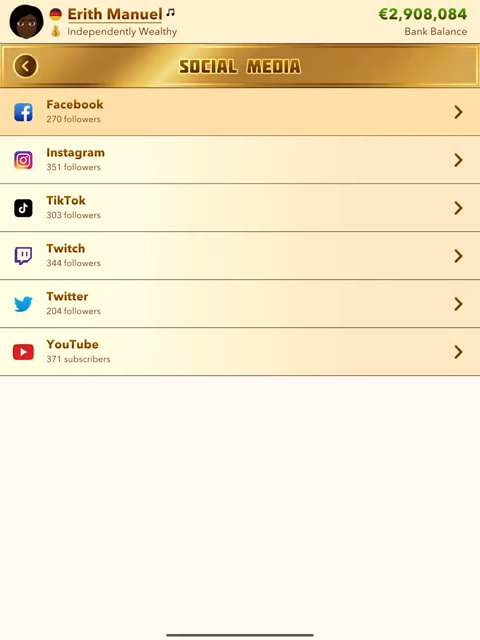 Erith Manuel
€2,908,084
Independently Wealthy
Bank Balance
SOCIAL MEDIA
Facebook
270 followers
Instagram
351 followers
TikTok
303 followers
Twitch
344 followers
Twitter
204 followers
YouTube
371 subscribers